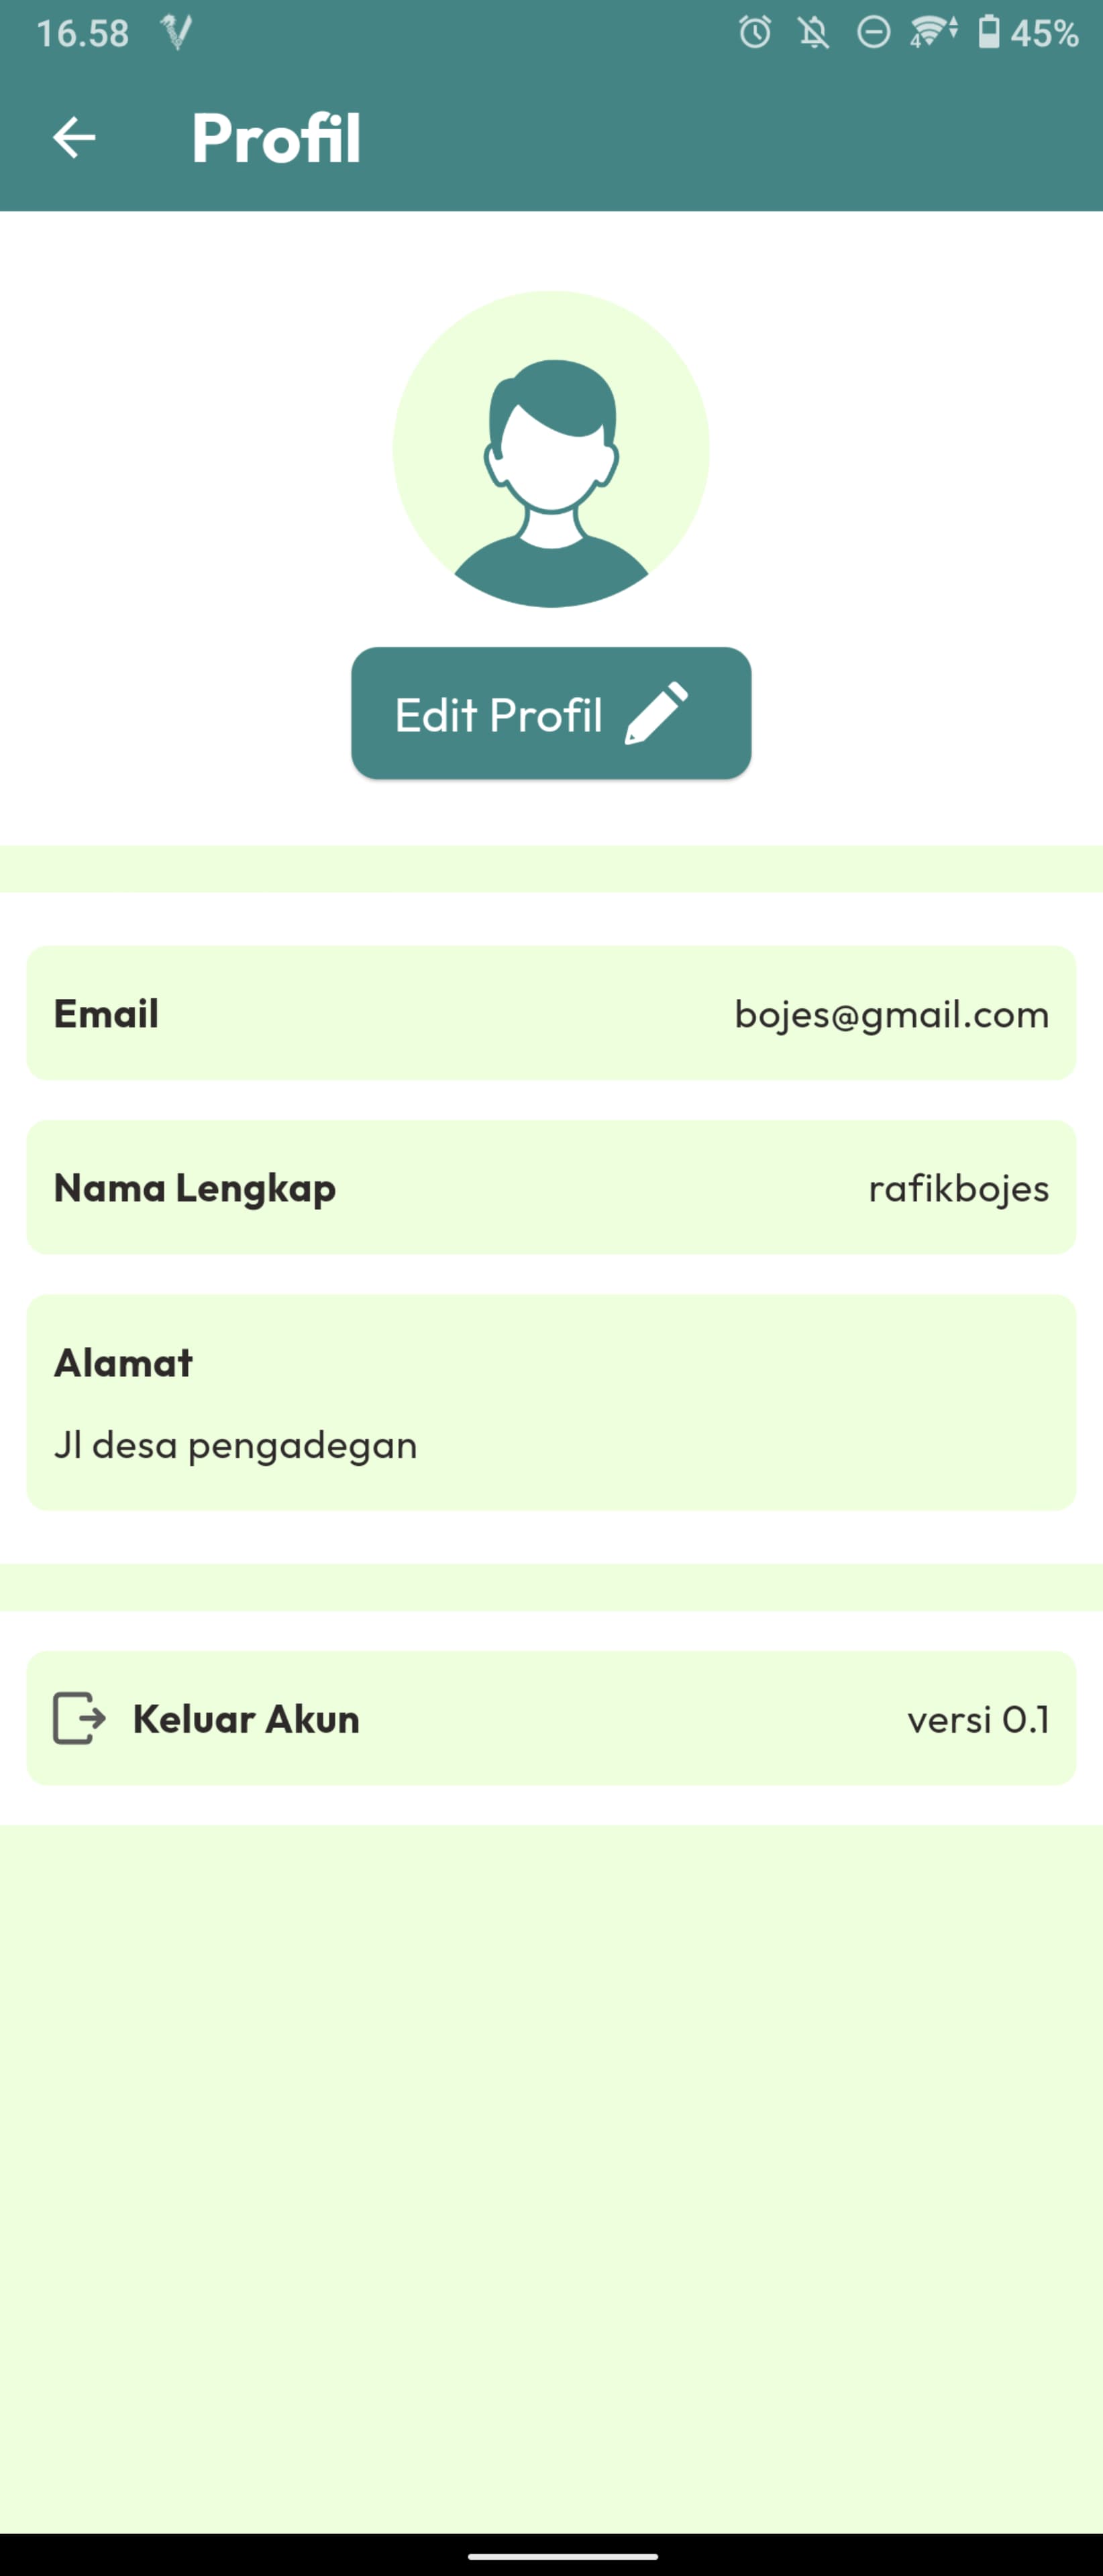 16.58
45%
Profil
Edit Profil
Email
bojes@gmail.com
Nama Lengkap
rafikbojes
Alamat
Jl desa pengadegan
Keluar Akun
versi 0.1